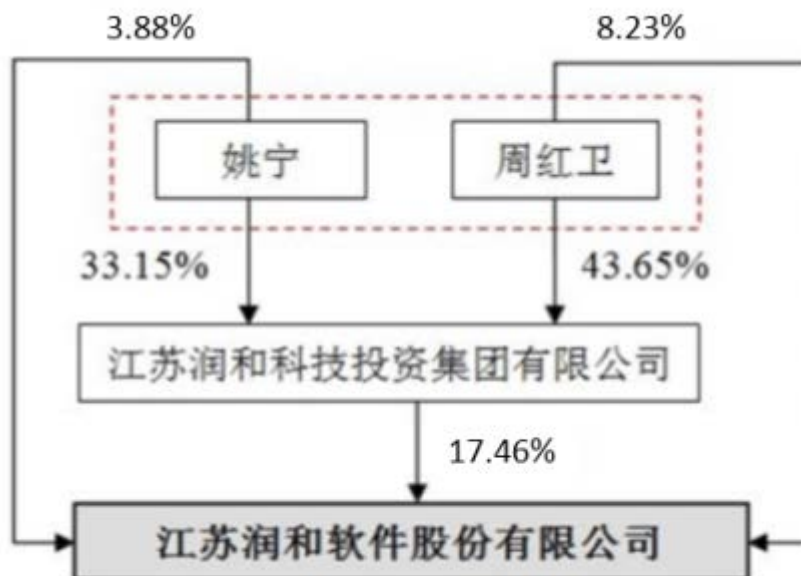 3.88%
8.23%
姚宁
周红卫
33.15%
43.65%
江苏润和科技投资集团有限公司
17.46%
江苏润和软件股份有限公司